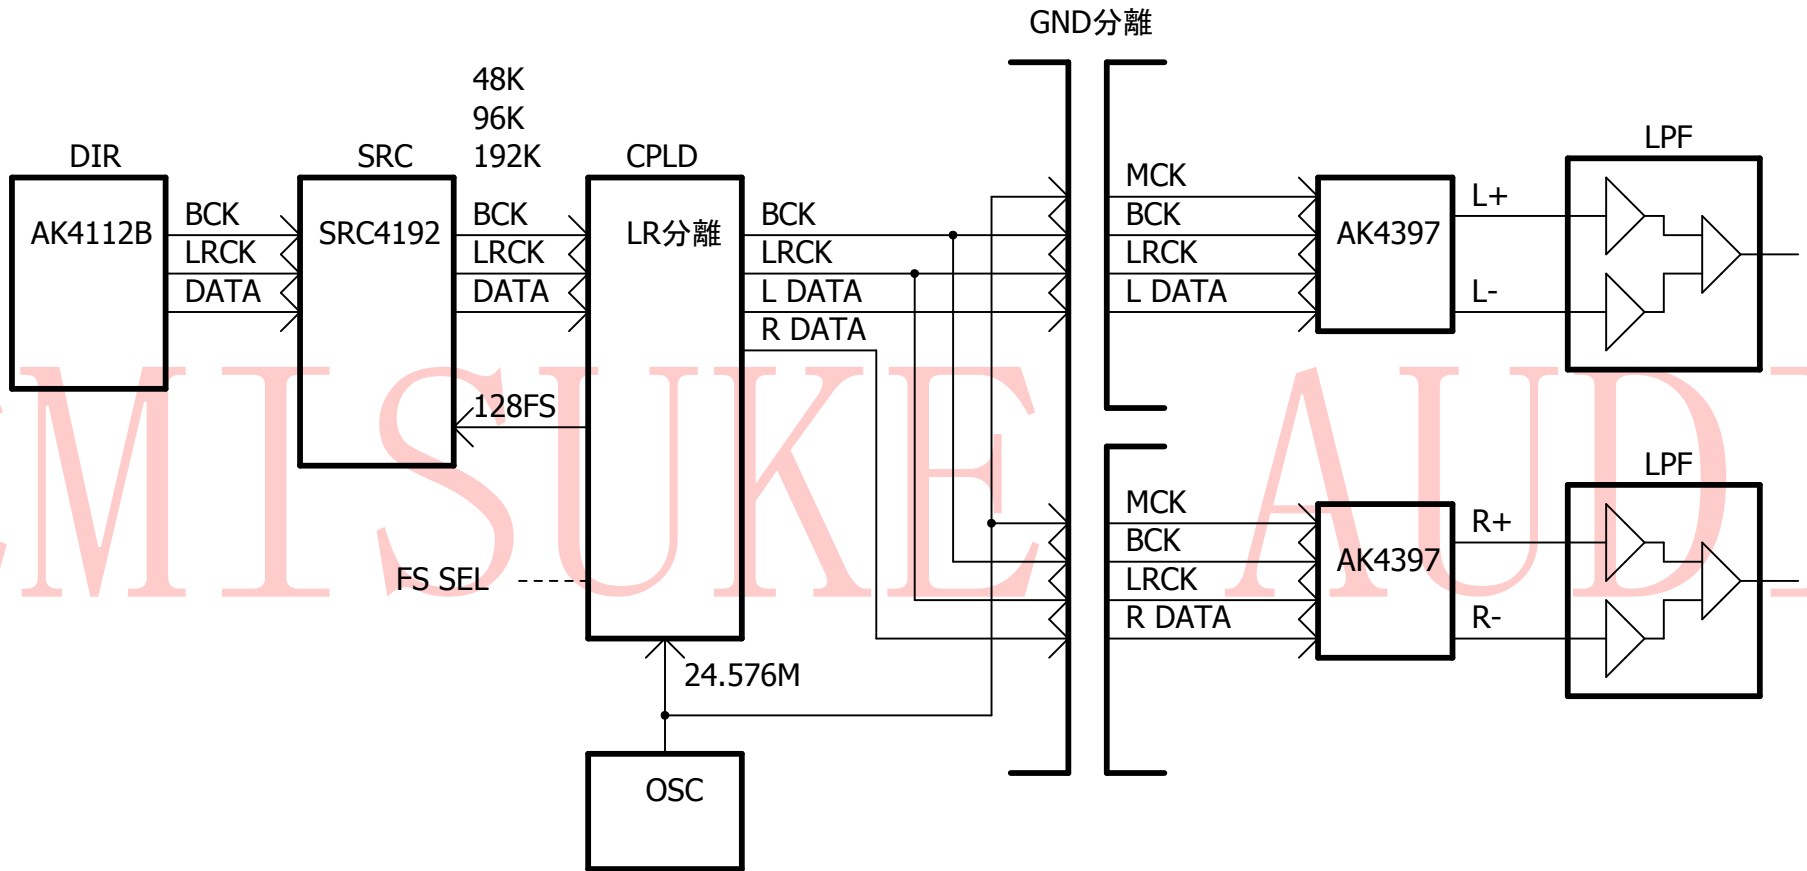 GND分離
48K
96K
192K
DIR
SRC
CPLD
LPF
AK4112B
BCK
LRCK
DATA
SRC4192
BCK
LRCK
DATA
LR分離
BCK
LRCK
L DATA
R DATA
MCK
BCK
LRCK
L DATA
AK4397
L+
L-
128FS
FS SEL
24.576M
OSC
MCK
BCK
LRCK
R DATA
AK4397
R+
R-
LPF
MISUKE AUD